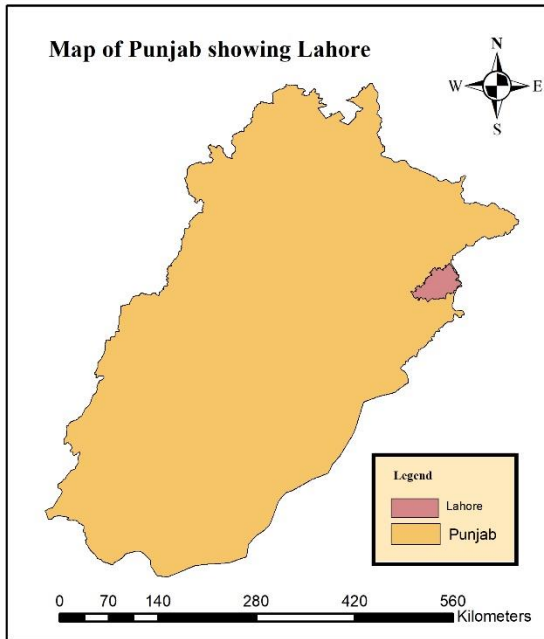 Map of Punjab showing Lahore
N
W E
S
Legend
Lahore
Punjab
0 70 140 280 420 560
Kilometers